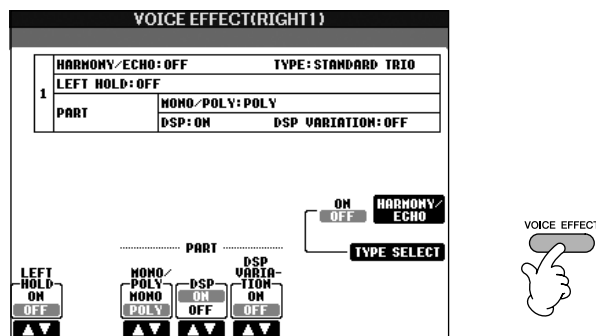 VOICE EFFECT(RIGHT1)
1
HARMONY/ECHO:OFF TYPE:STANDARD TRIO
LEFT HOLD:OFF
PART
MONO/POLY:POLY
DSP:ON DSP VARIATION:OFF
ON
OFF
HARMONY/
ECHO
TYPE SELECT
PART
LEFT
HOLD
ON
OFF
MONO/
POLY
MONO
POLY
DSP
ON
OFF
DSP
VARIA-
TION
ON
OFF
VOICE EFFECT